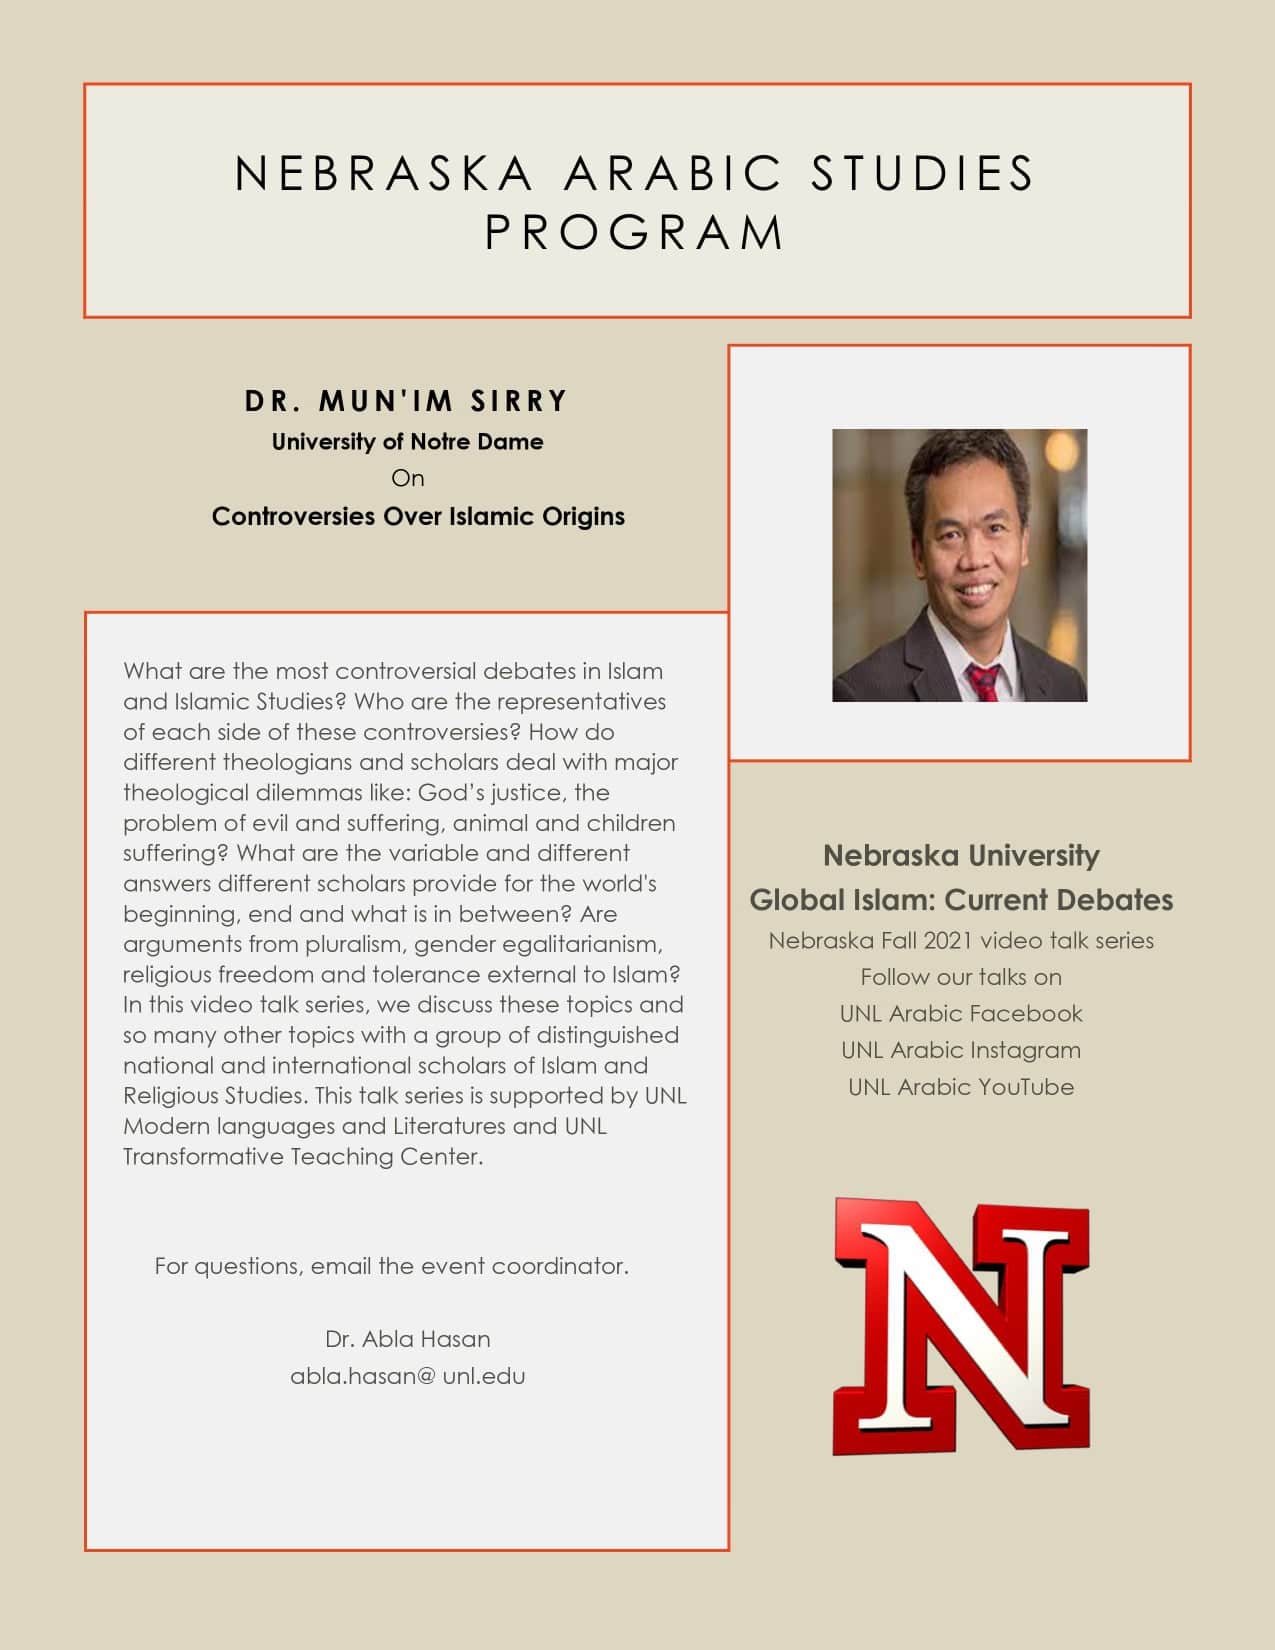 NEBRASKA ARABIC STUDIES
PROGRAM
DR. MUN'IM SIRRY
University of Notre Dame
On
Controversies Over Islamic Origins
What are the most controversial debates in Islam
and Islamic Studies? Who are the representatives
of each side of these controversies? How do
different theologians and scholars deal with major
theological dilemmas like: God’s justice, the
problem of evil and suffering, animal and children
suffering? What are the variable and different
answers different scholars provide for the world's
beginning, end and what is in between? Are
arguments from pluralism, gender egalitarianism,
religious freedom and tolerance external to Islam?
In this video talk series, we discuss these topics and
so many other topics with a group of distinguished
national and international scholars of Islam and
Religious Studies. This talk series is supported by UNL
Modern languages and Literatures and UNL
Transformative Teaching Center.
For questions, email the event coordinator.
Dr. Abla Hasan
abla.hasan@ unl.edu
Nebraska University
Global Islam: Current Debates
Nebraska Fall 2021 video talk series
Follow our talks on
UNL Arabic Facebook
UNL Arabic Instagram
UNL Arabic YouTube
N